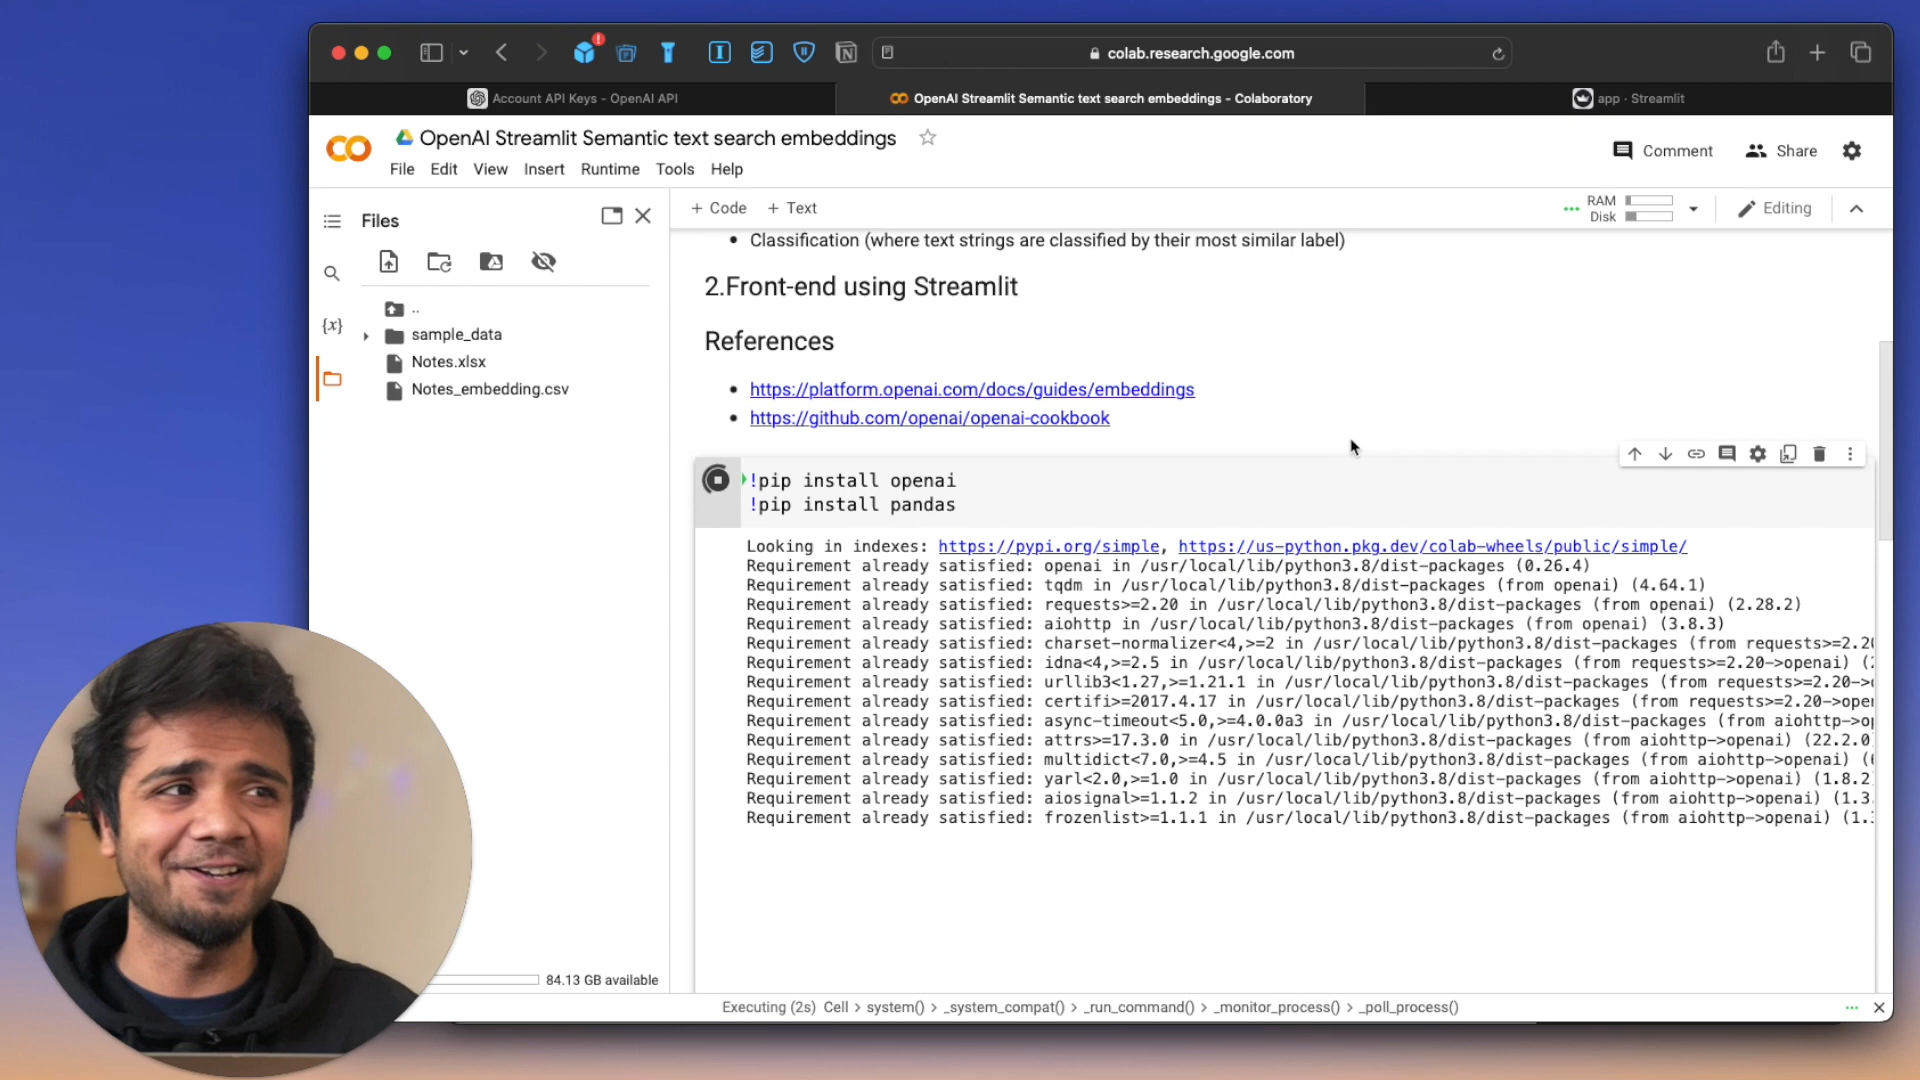 colab.research.google.com
Account API Keys - OpenAI API
OpenAI Streamlit Semantic text search embeddings - Colaboratory
app · Streamlit
OpenAI Streamlit Semantic text search embeddings
File Edit View Insert Runtime Tools Help
Comment
Share
Files
+ Code + Text
RAM
Disk
Editing
• Classification (where text strings are classified by their most similar label)
2.Front-end using Streamlit
References
• https://platform.openai.com/docs/guides/embeddings
• https://github.com/openai/openai-cookbook
..
sample_data
Notes.xlsx
Notes_embedding.csv
{x}
!pip install openai
!pip install pandas
Looking in indexes: https://pypi.org/simple, https://us-python.pkg.dev/colab-wheels/public/simple/
Requirement already satisfied: openai in /usr/local/lib/python3.8/dist-packages (0.26.4)
Requirement already satisfied: tqdm in /usr/local/lib/python3.8/dist-packages (from openai) (4.64.1)
Requirement already satisfied: requests>=2.20 in /usr/local/lib/python3.8/dist-packages (from openai) (2.28.2)
Requirement already satisfied: aiohttp in /usr/local/lib/python3.8/dist-packages (from openai) (3.8.3)
Requirement already satisfied: charset-normalizer<4,>=2 in /usr/local/lib/python3.8/dist-packages (from requests>=2.20
Requirement already satisfied: idna<4,>=2.5 in /usr/local/lib/python3.8/dist-packages (from requests>=2.20->openai) (
Requirement already satisfied: urllib3<1.27,>=1.21.1 in /usr/local/lib/python3.8/dist-packages (from requests>=2.20->
Requirement already satisfied: certifi>=2017.4.17 in /usr/local/lib/python3.8/dist-packages (from requests>=2.20->open
Requirement already satisfied: async-timeout<5.0,>=4.0.0a3 in /usr/local/lib/python3.8/dist-packages (from aiohttp->o
Requirement already satisfied: attrs>=17.3.0 in /usr/local/lib/python3.8/dist-packages (from aiohttp->openai) (22.2.0
Requirement already satisfied: multidict<7.0,>=4.5 in /usr/local/lib/python3.8/dist-packages (from aiohttp->openai) (
Requirement already satisfied: yarl<2.0,>=1.0 in /usr/local/lib/python3.8/dist-packages (from aiohttp->openai) (1.8.2
Requirement already satisfied: aiosignal>=1.1.2 in /usr/local/lib/python3.8/dist-packages (from aiohttp->openai) (1.3.
Requirement already satisfied: frozenlist>=1.1.1 in /usr/local/lib/python3.8/dist-packages (from aiohttp->openai) (1.
84.13 GB available
Executing (2s) Cell > system() > _system_compat() > _run_command() > _monitor_process() > _poll_process()